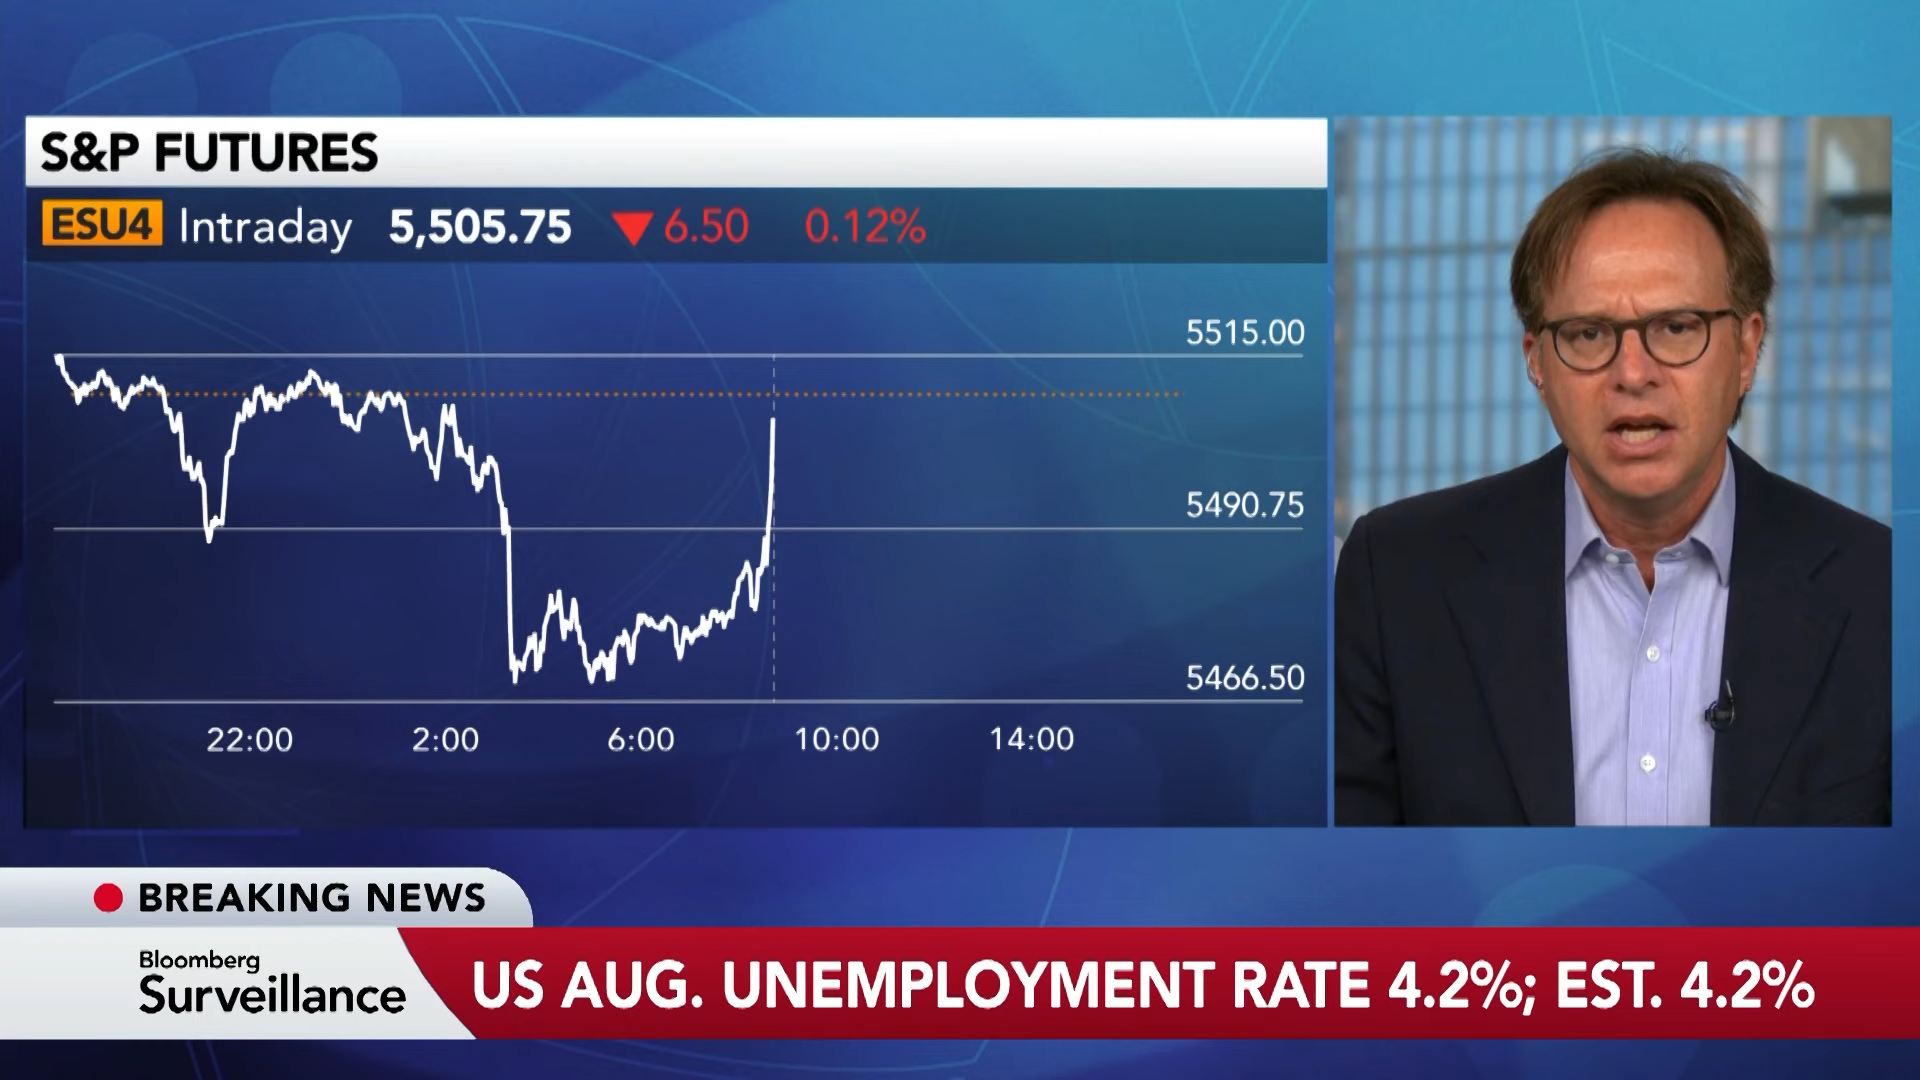 S&P FUTURES
ESU4 Intraday 5,505.75 ▼6.50 0.12%
5515.00
5490.75
5466.50
22:00 2:00 6:00 10:00 14:00
BREAKING NEWS
Bloomberg
Surveillance
US AUG. UNEMPLOYMENT RATE 4.2%; EST. 4.2%